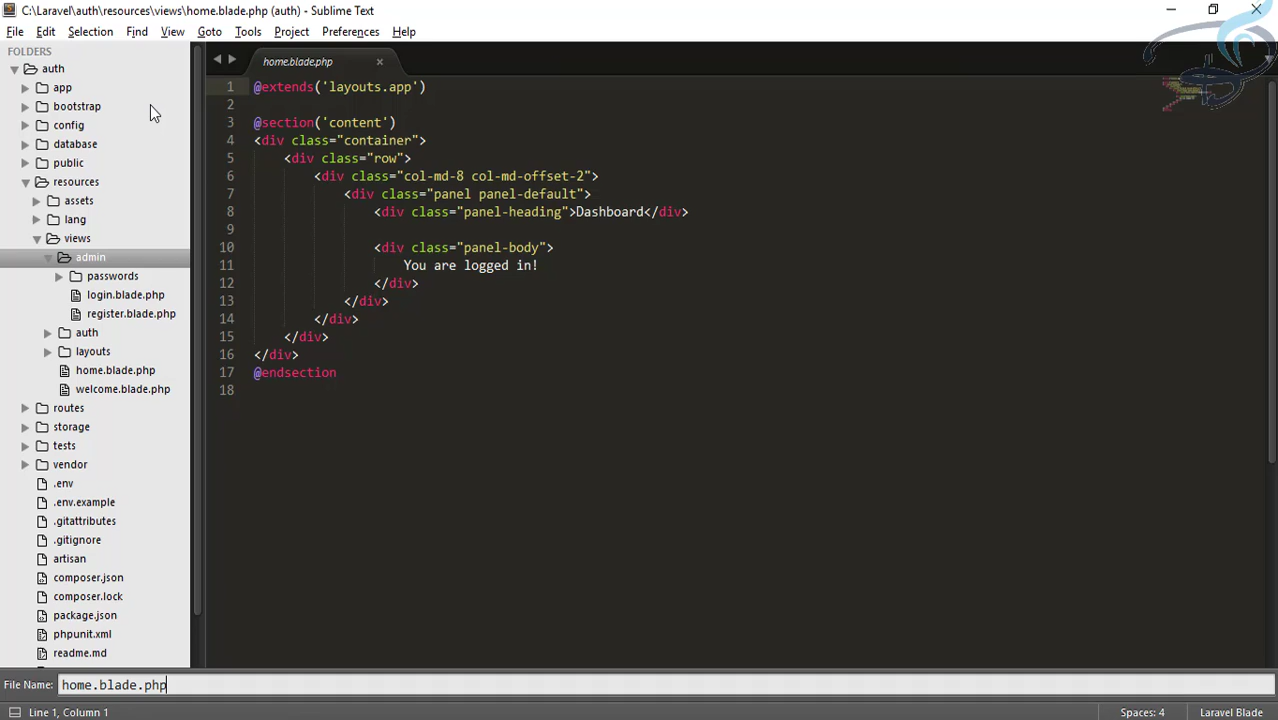 C:\Laravel\auth\resources\views\home.blade.php (auth) - Sublime Text
File Edit Selection Find View Goto Tools Project Preferences Help
FOLDERS
auth
app
bootstrap
config
database
public
resources
assets
lang
views
admin
passwords
login.blade.php
register.blade.php
auth
layouts
home.blade.php
welcome.blade.php
routes
storage
tests
vendor
.env
.env.example
.gitattributes
.gitignore
artisan
composer.json
composer.lock
package.json
phpunit.xml
readme.md
home.blade.php
1 @extends('layouts.app')
2
3 @section('content')
4 <div class="container">
5 <div class="row">
6 <div class="col-md-8 col-md-offset-2">
7 <div class="panel panel-default">
8 <div class="panel-heading">Dashboard</div>
9
10 <div class="panel-body">
11 You are logged in!
12 </div>
13 </div>
14 </div>
15 </div>
16 </div>
17 @endsection
18
File Name: home.blade.php
Line 1, Column 1 Spaces: 4 Laravel Blade